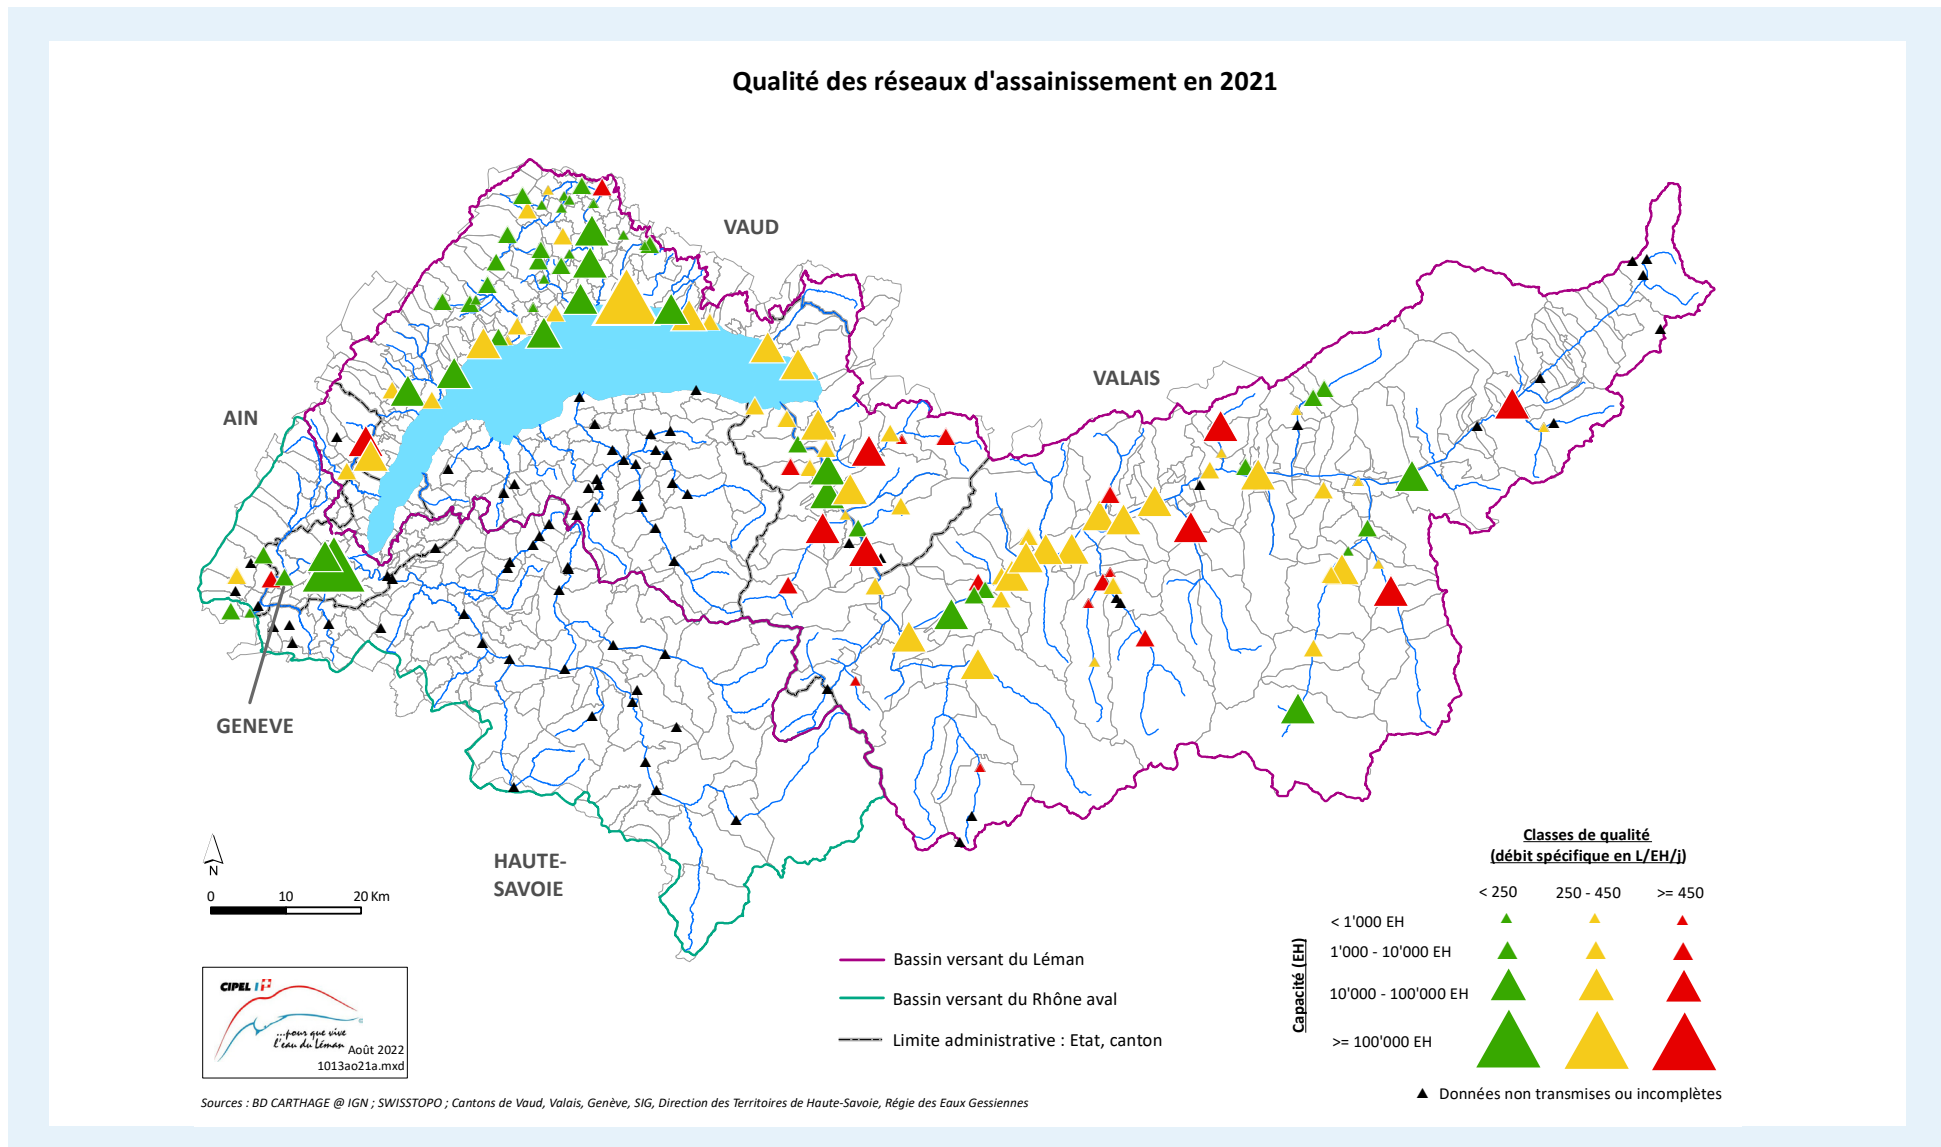 Qualité des réseaux d'assainissement en 2021
VAUD
VALAIS
AIN
GENEVE
HAUTE-
SAVOIE
N
0 10 20 Km
CIPEL
...pour que vive
l'eau du Léman
Août 2022
1013ao21a.mxd
Bassin versant du Léman
Bassin versant du Rhône aval
Limite administrative : Etat, canton
Classes de qualité
(débit spécifique en L/EH/j)
< 250 250 - 450 >= 450
Capacité (EH)
< 1'000 EH
1'000 - 10'000 EH
10'000 - 100'000 EH
>= 100'000 EH
Données non transmises ou incomplètes
Sources : BD CARTHAGE @ IGN ; SWISSTOPO ; Cantons de Vaud, Valais, Genève, SIG, Direction des Territoires de Haute-Savoie, Régie des Eaux Gessiennes